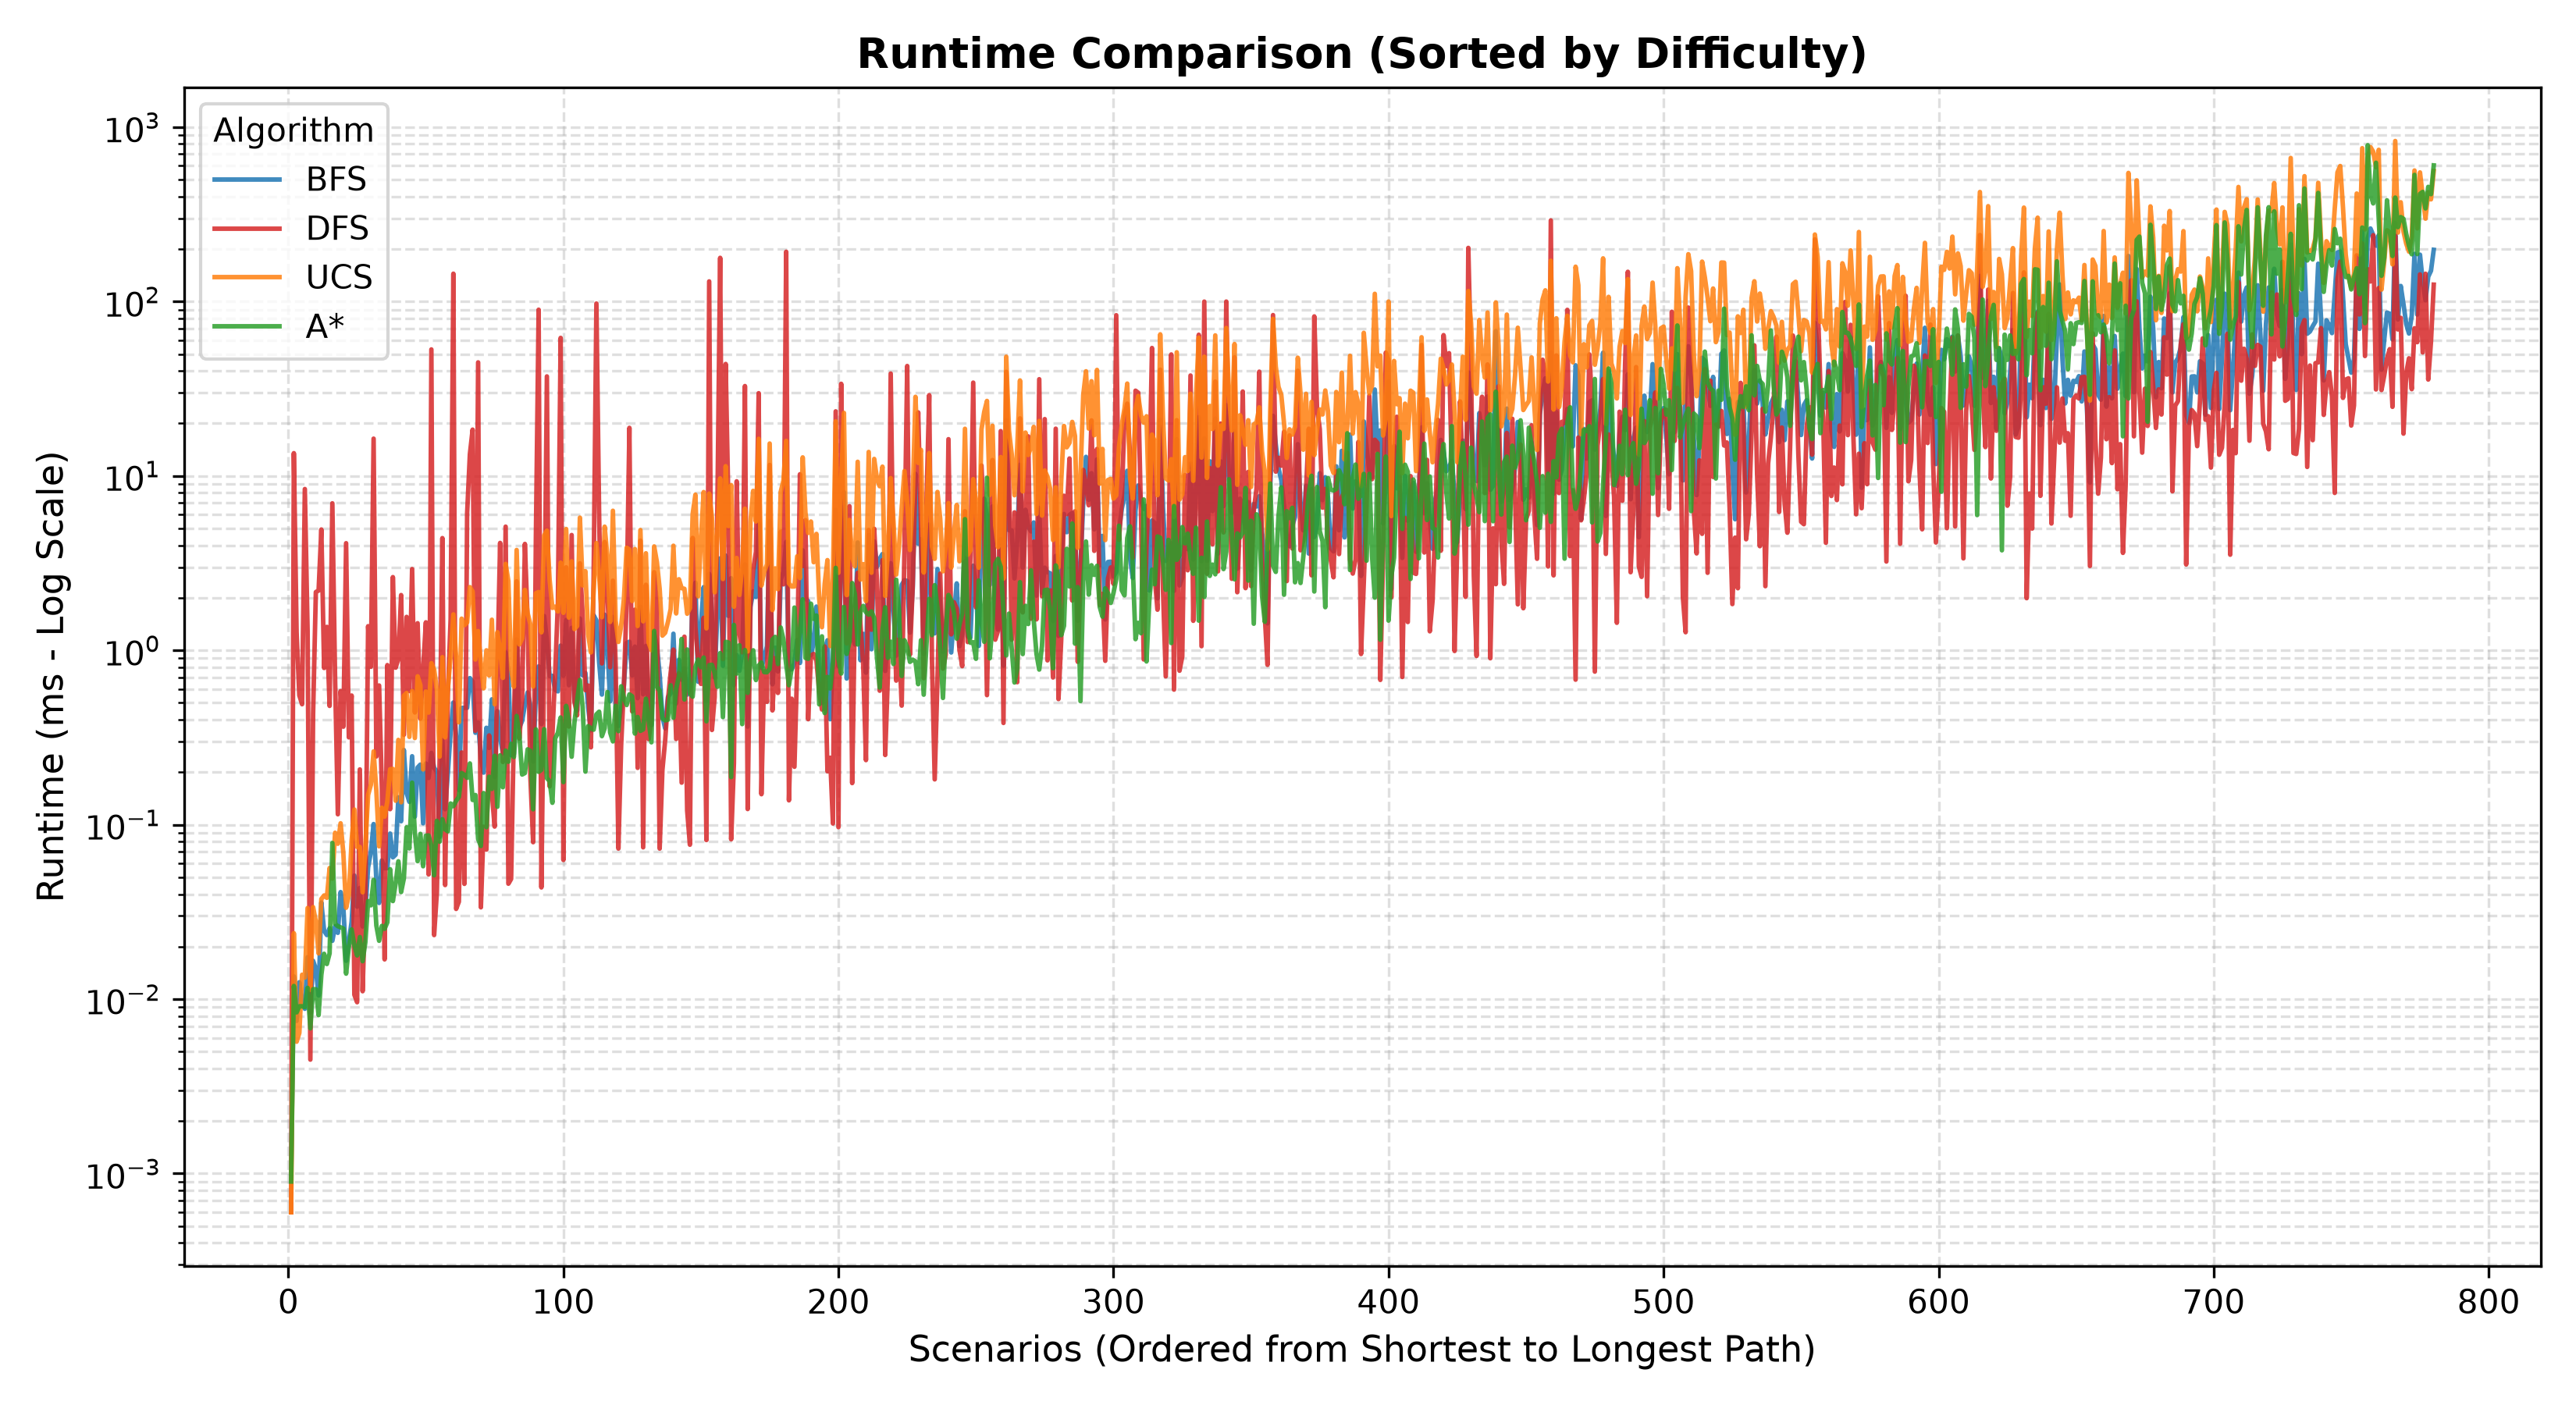 Runtime Comparison (Sorted by Difficulty)
Algorithm
BFS
DFS
UCS
A*
Runtime (ms - Log Scale)
10³
10²
10¹
10⁰
10⁻¹
10⁻²
10⁻³
0 100 200 300 400 500 600 700 800
Scenarios (Ordered from Shortest to Longest Path)